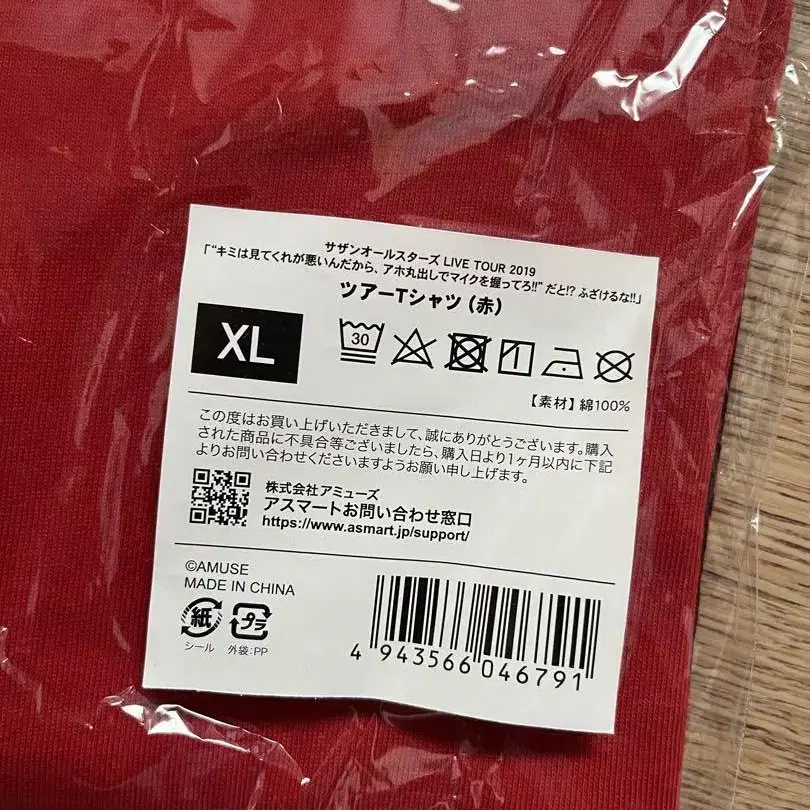 サザンオールスターズ LIVE TOUR 2019
「“キミは見てくれが悪いんだから、アホ丸出しでマイクを握ってろ!!”だと!? ふざけるな!!」
ツアーTシャツ（赤）
XL
30
【素材】綿100%
この度はお買い上げいただきまして、誠にありがとうございます。購入
された商品に不具合等ございましたら、購入日より1ヶ月以内に下記
よりお問い合わせくださいますようお願い申し上げます。
株式会社アミューズ
アスマートお問い合わせ窓口
https://www.asmart.jp/support/
©AMUSE
MADE IN CHINA
紙 プラ
シール 外袋:PP
4 943566 046791